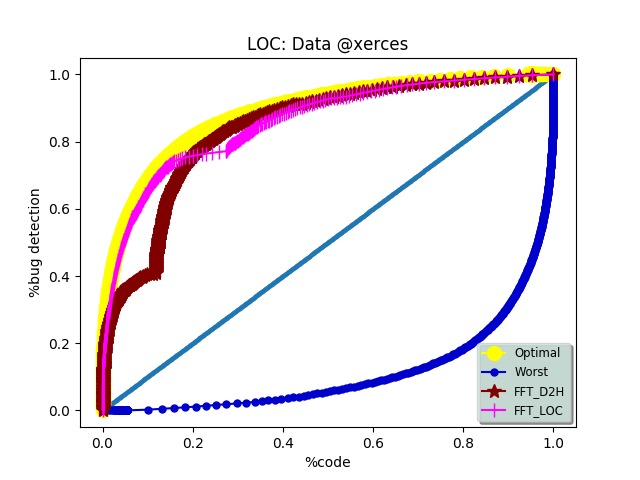 LOC: Data @xerces
%bug detection
1.0
0.8
0.6
0.4
0.2
0.0
0.0 0.2 0.4 0.6 0.8 1.0
%code
Optimal
Worst
FFT_D2H
FFT_LOC